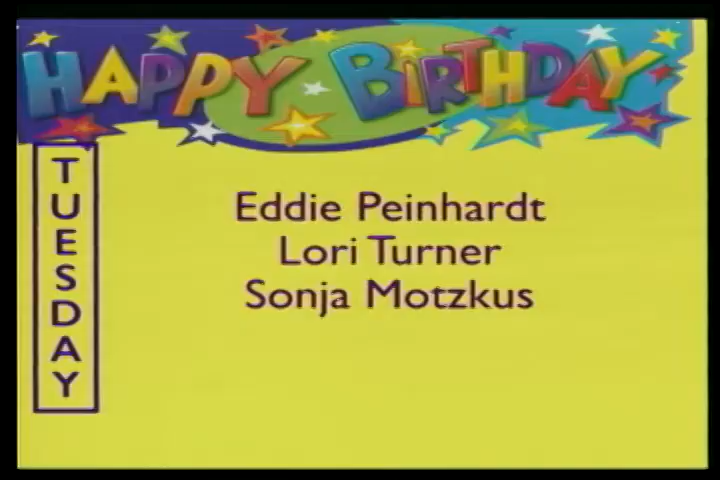 HAPPY BIRTHDAY
TUESDAY
Eddie Peinhardt
Lori Turner
Sonja Motzkus